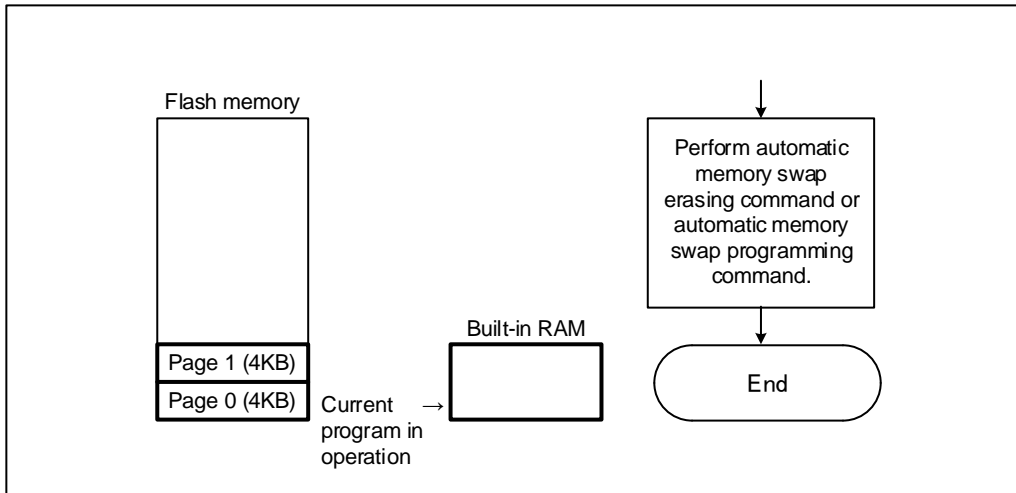 Flash memory
Page 1 (4KB)
Page 0 (4KB)
Current →
program in
operation
Built-in RAM
Perform automatic
memory swap
erasing command or
automatic memory
swap programming
command.
End